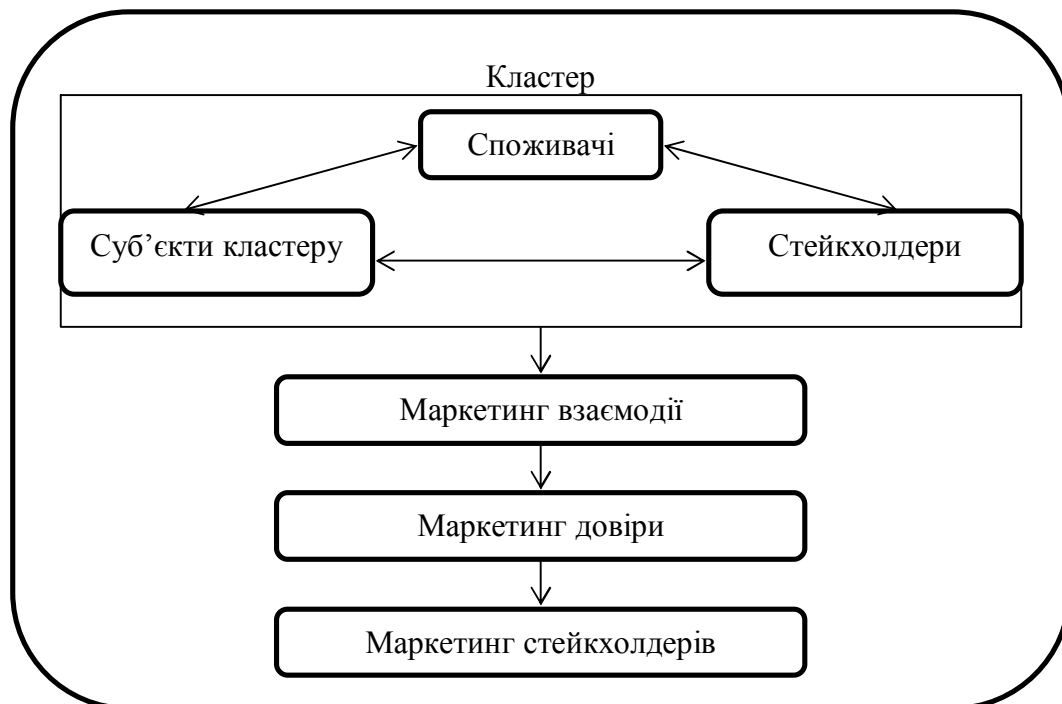 Кластер
Споживачі
Суб’єкти кластеру
Стейкхолдери
Маркетинг взаємодії
Маркетинг довіри
Маркетинг стейкхолдерів